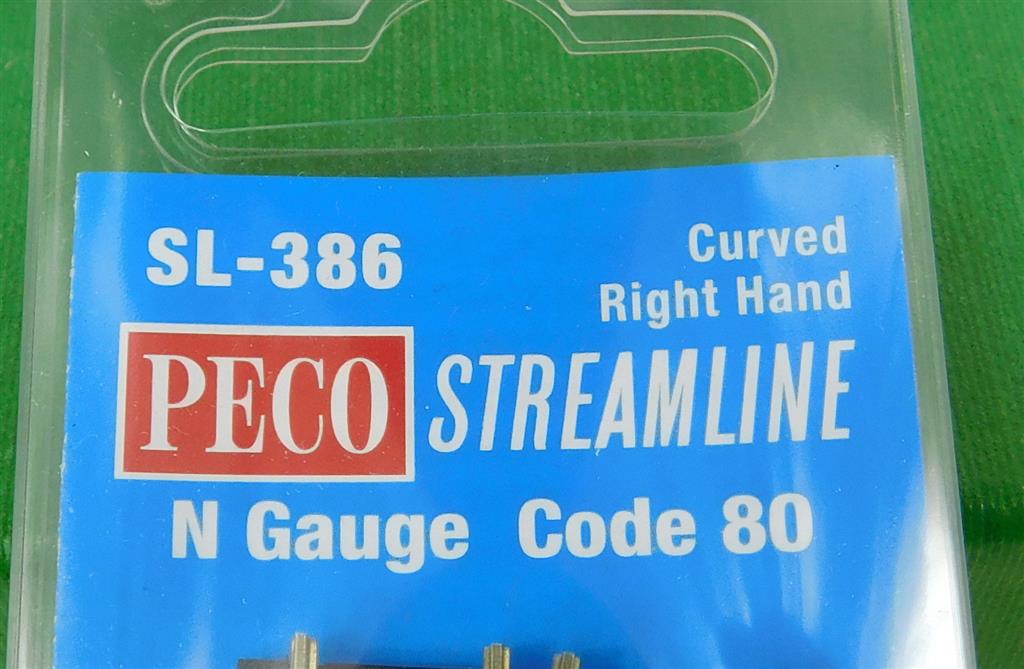 SL-386
Curved
Right Hand
PECO STREAMLINE
N Gauge Code 80